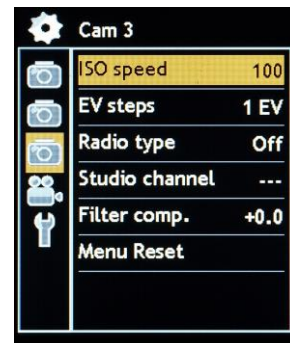 Cam 3
ISO speed 100
EV steps 1 EV
Radio type Off
Studio channel ---
Filter comp. +0.0
Menu Reset